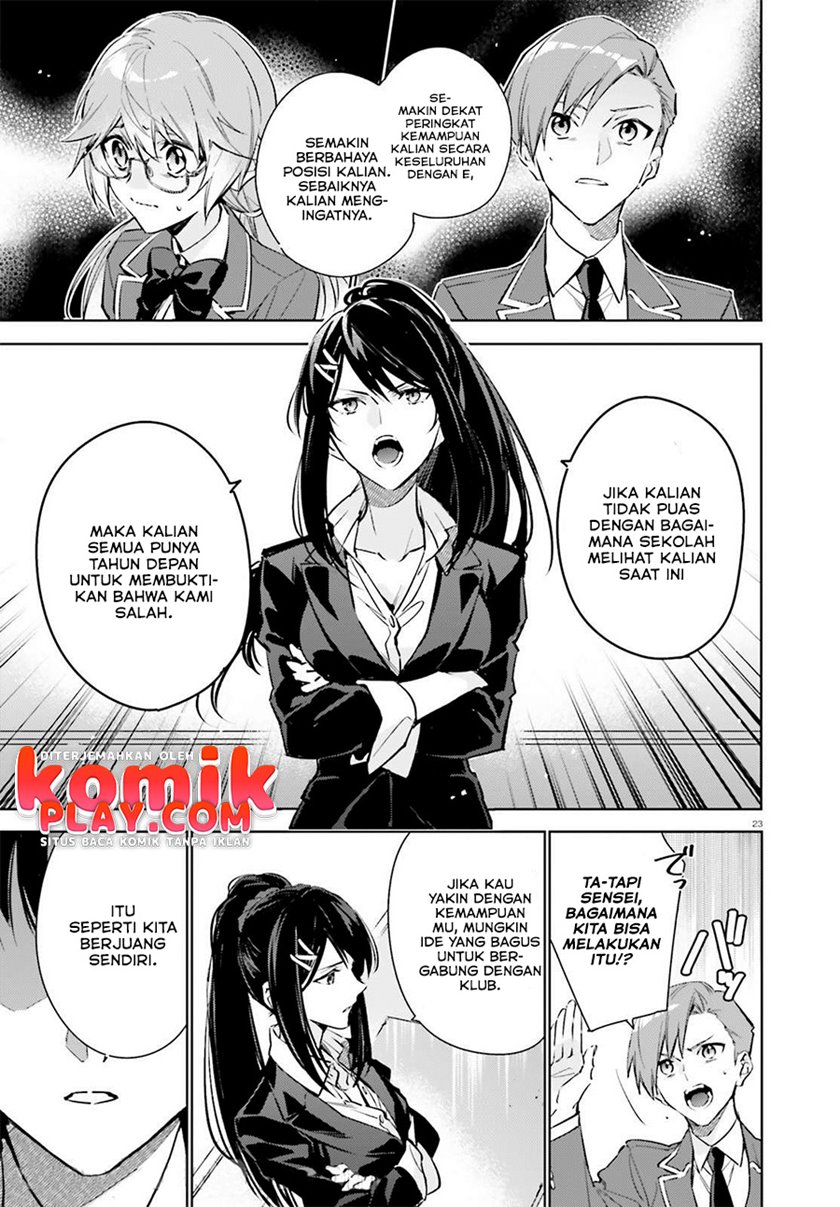 SE-
MAKIN DEKAT
PERINGKAT
KEMAMPUAN
KALIAN SECARA
KESELURUHAN
DENGAN E,
SEMAKIN
BERBAHAYA
POSISI KALIAN.
SEBAIKNYA
KALIAN MENG-
INGATNYA.
JIKA KALIAN
TIDAK PUAS
DENGAN BAGAI-
MANA SEKOLAH
MELIHAT KALIAN
SAAT INI
MAKA KALIAN
SEMUA PUNYA
TAHUN DEPAN
UNTUK MEMBUKTI-
KAN BAHWA KAMI
SALAH.
DITERJEMAHKAN OLEH
komik
PLAY.COM
SITUS BACA KOMIK TANPA IKLAN
23
TA-TAPI
SENSEI,
BAGAIMANA
KITA BISA
MELAKUKAN
ITU!?
でっ
JIKA KAU
YAKIN DENGAN
KEMAMPUAN
MU, MUNGKIN
IDE YANG BAGUS
UNTUK BER-
GABUNG DENGAN
KLUB.
ITU
SEPERTI KITA
BERJUANG
SENDIRI.